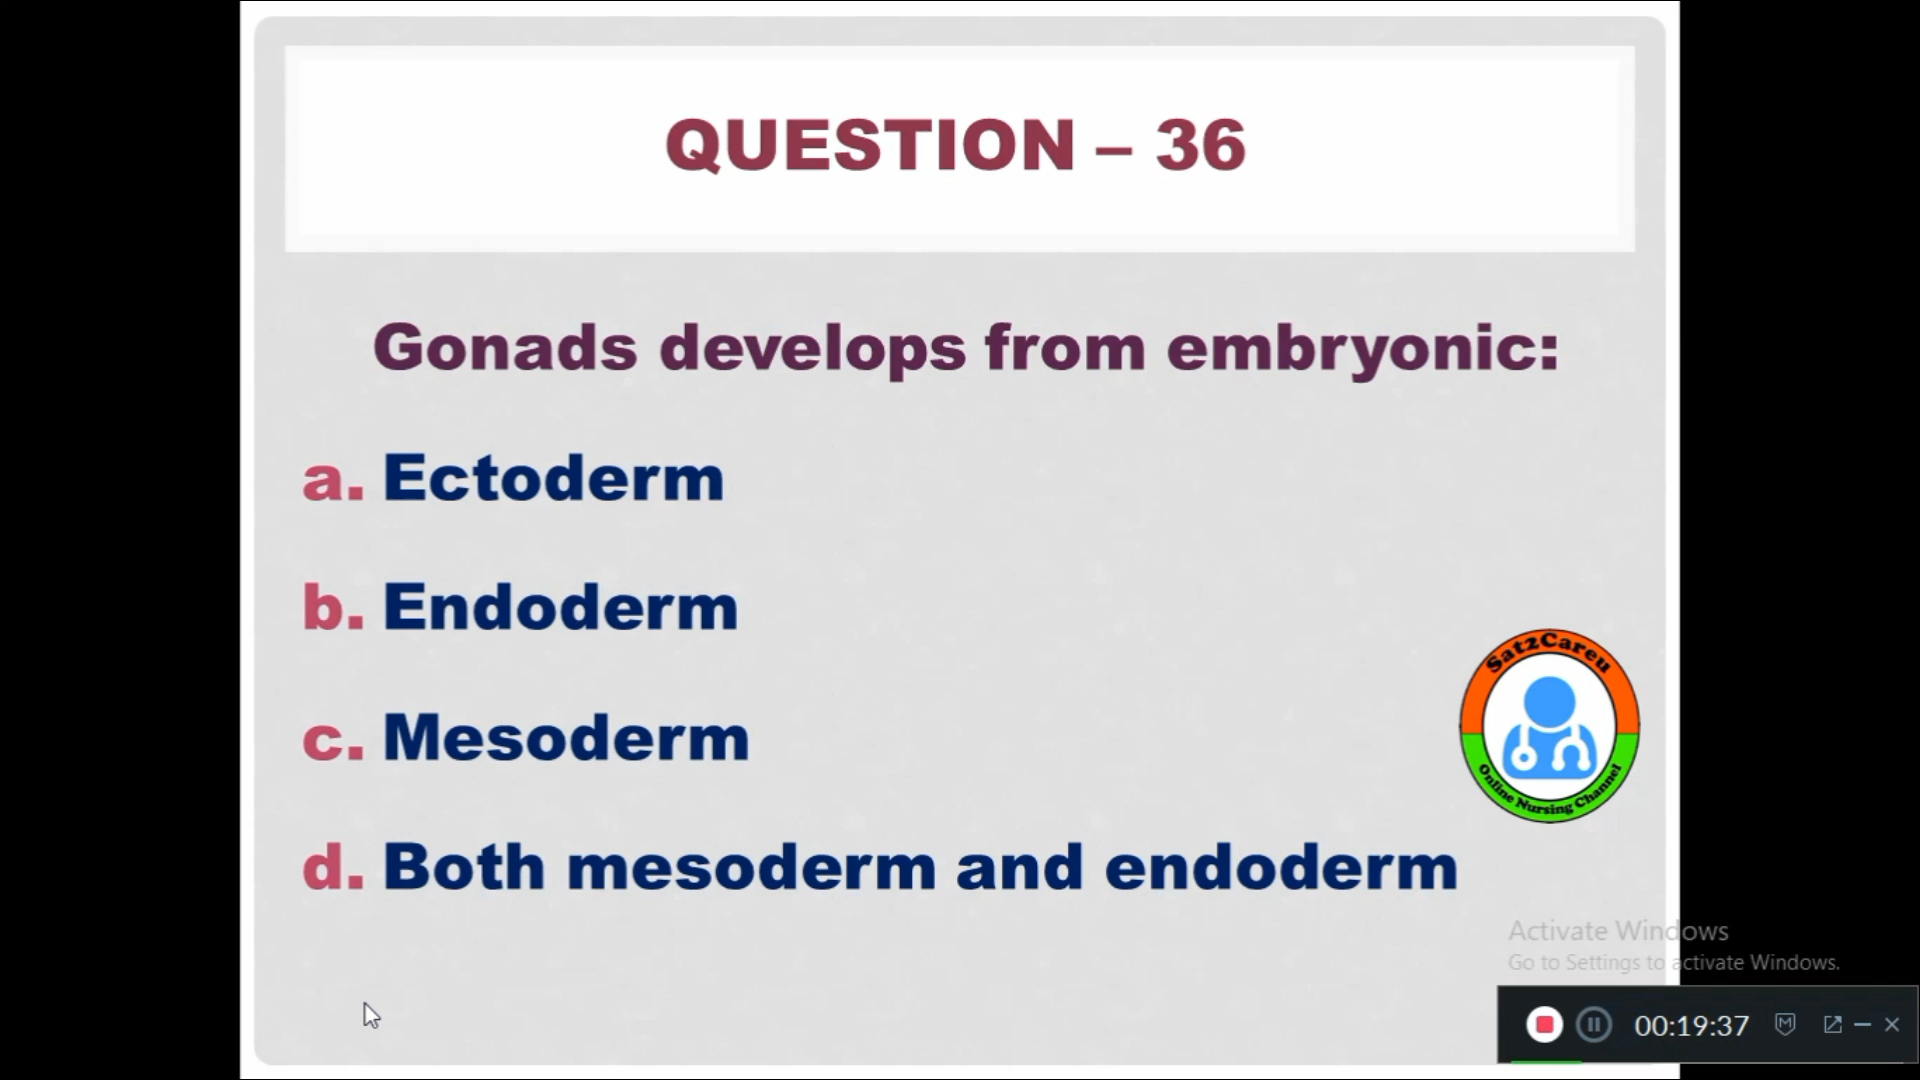 QUESTION – 36
Gonads develops from embryonic:
a. Ectoderm
b. Endoderm
c. Mesoderm
d. Both mesoderm and endoderm
Sat2Careu
Online Nursing Channel
Activate Windows
Go to Settings to activate Windows.
00:19:37